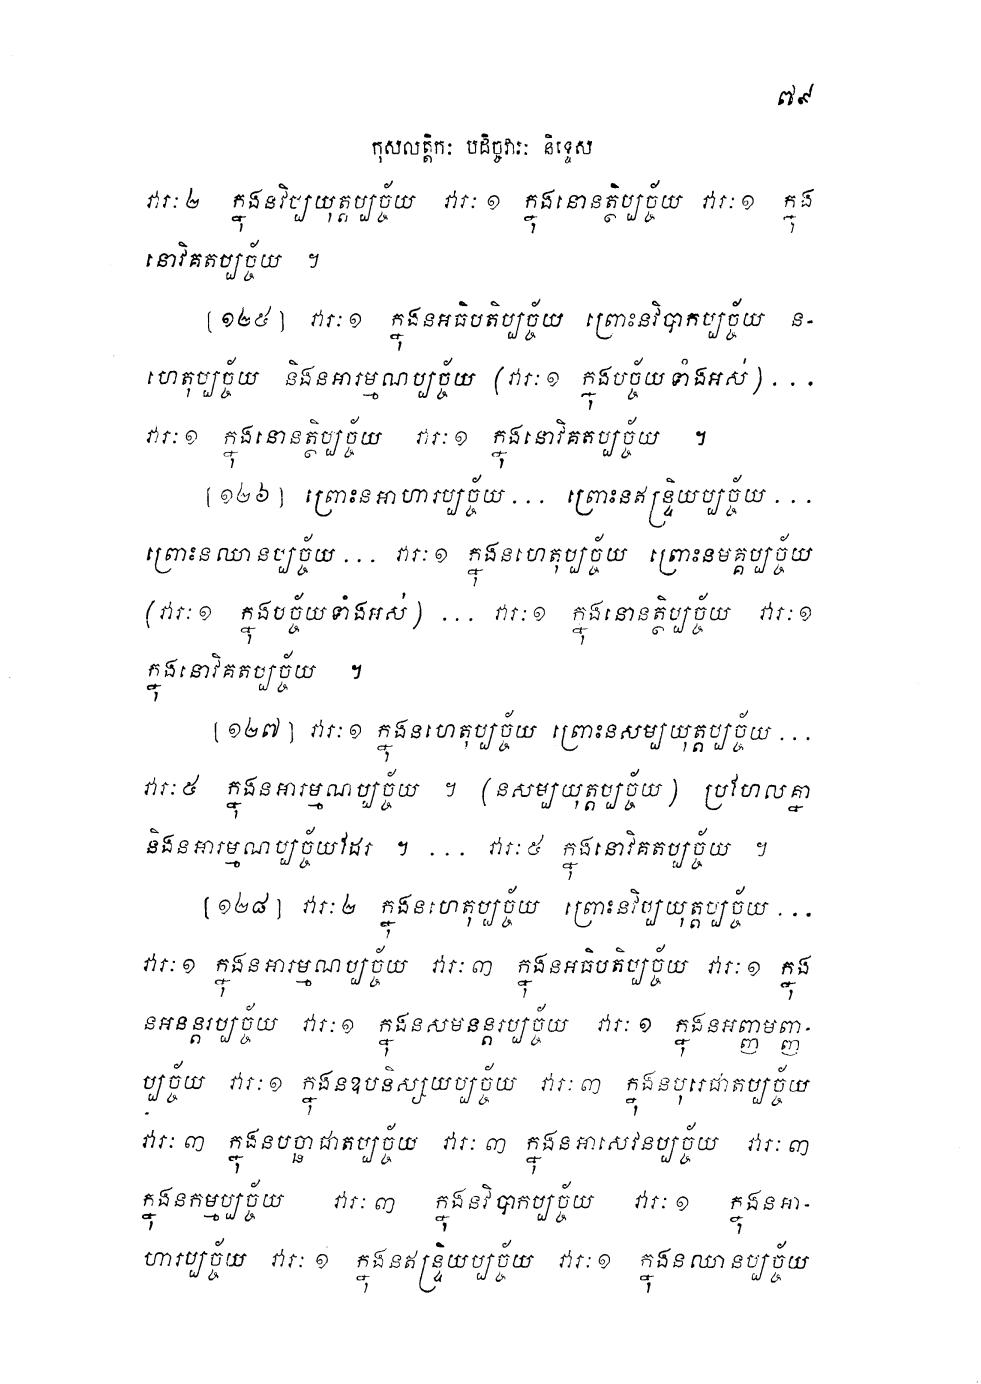 ៧៩
កុសលត្តិក: បដិច្ចវារ: និទ្ទេស
វារ: ២ ក្នុងនវិប្បយុត្តប្បច្ច័យ វារ: ១ ក្នុងនោនត្ថិប្បច្ច័យ វារ: ១ ក្នុង
នោវិគតប្បច្ច័យ ។
(១២៥) វារ: ១ ក្នុងនអធិបតិប្បច្ច័យ ព្រោះនវិបាកប្បច្ច័យ ន-
ហេតុប្បច្ច័យ និងនអារម្មណប្បច្ច័យ (វារ: ១ ក្នុងបច្ច័យទាំងអស់) ...
វារ: ១ ក្នុងនោនត្ថិប្បច្ច័យ វារ: ១ ក្នុងនោវិគតប្បច្ច័យ ។
(១២៦) ព្រោះនអាហារប្បច្ច័យ ... ព្រោះនឥន្ទ្រិយប្បច្ច័យ ...
ព្រោះនឈានប្បច្ច័យ ... វារ: ១ ក្នុងនហេតុប្បច្ច័យ ព្រោះនមគ្គប្បច្ច័យ
(វារ: ១ ក្នុងបច្ច័យទាំងអស់) ... វារ: ១ ក្នុងនោនត្ថិប្បច្ច័យ វារ: ១
ក្នុងនោវិគតប្បច្ច័យ ។
(១២៧) វារ: ១ ក្នុងនហេតុប្បច្ច័យ ព្រោះនសម្បយុត្តប្បច្ច័យ ...
វារ: ៥ ក្នុងនអារម្មណប្បច្ច័យ ។ (នសម្បយុត្តប្បច្ច័យ) ប្រហែលគ្នា
និងនអារម្មណប្បច្ច័យដែរ ។ ... វារ: ៥ ក្នុងនោវិគតប្បច្ច័យ ។
(១២៨) វារ: ២ ក្នុងនហេតុប្បច្ច័យ ព្រោះនវិប្បយុត្តប្បច្ច័យ ...
វារ: ១ ក្នុងនអារម្មណប្បច្ច័យ វារ: ៣ ក្នុងនអធិបតិប្បច្ច័យ វារ: ១ ក្នុង
នអនន្តរប្បច្ច័យ វារ: ១ ក្នុងនសមនន្តរប្បច្ច័យ វារ: ១ ក្នុងនអញ្ញមញ្ញ-
ប្បច្ច័យ វារ: ១ ក្នុងនឧបនិស្សយប្បច្ច័យ វារ: ៣ ក្នុងនបុរេជាតប្បច្ច័យ
វារ: ៣ ក្នុងនបច្ឆាជាតប្បច្ច័យ វារ: ៣ ក្នុងនអាសេវនប្បច្ច័យ វារ: ៣
ក្នុងនកម្មប្បច្ច័យ វារ: ៣ ក្នុងនវិបាកប្បច្ច័យ វារ: ១ ក្នុងនអា-
ហារប្បច្ច័យ វារ: ១ ក្នុងនឥន្ទ្រិយប្បច្ច័យ វារ: ១ ក្នុងនឈានប្បច្ច័យ